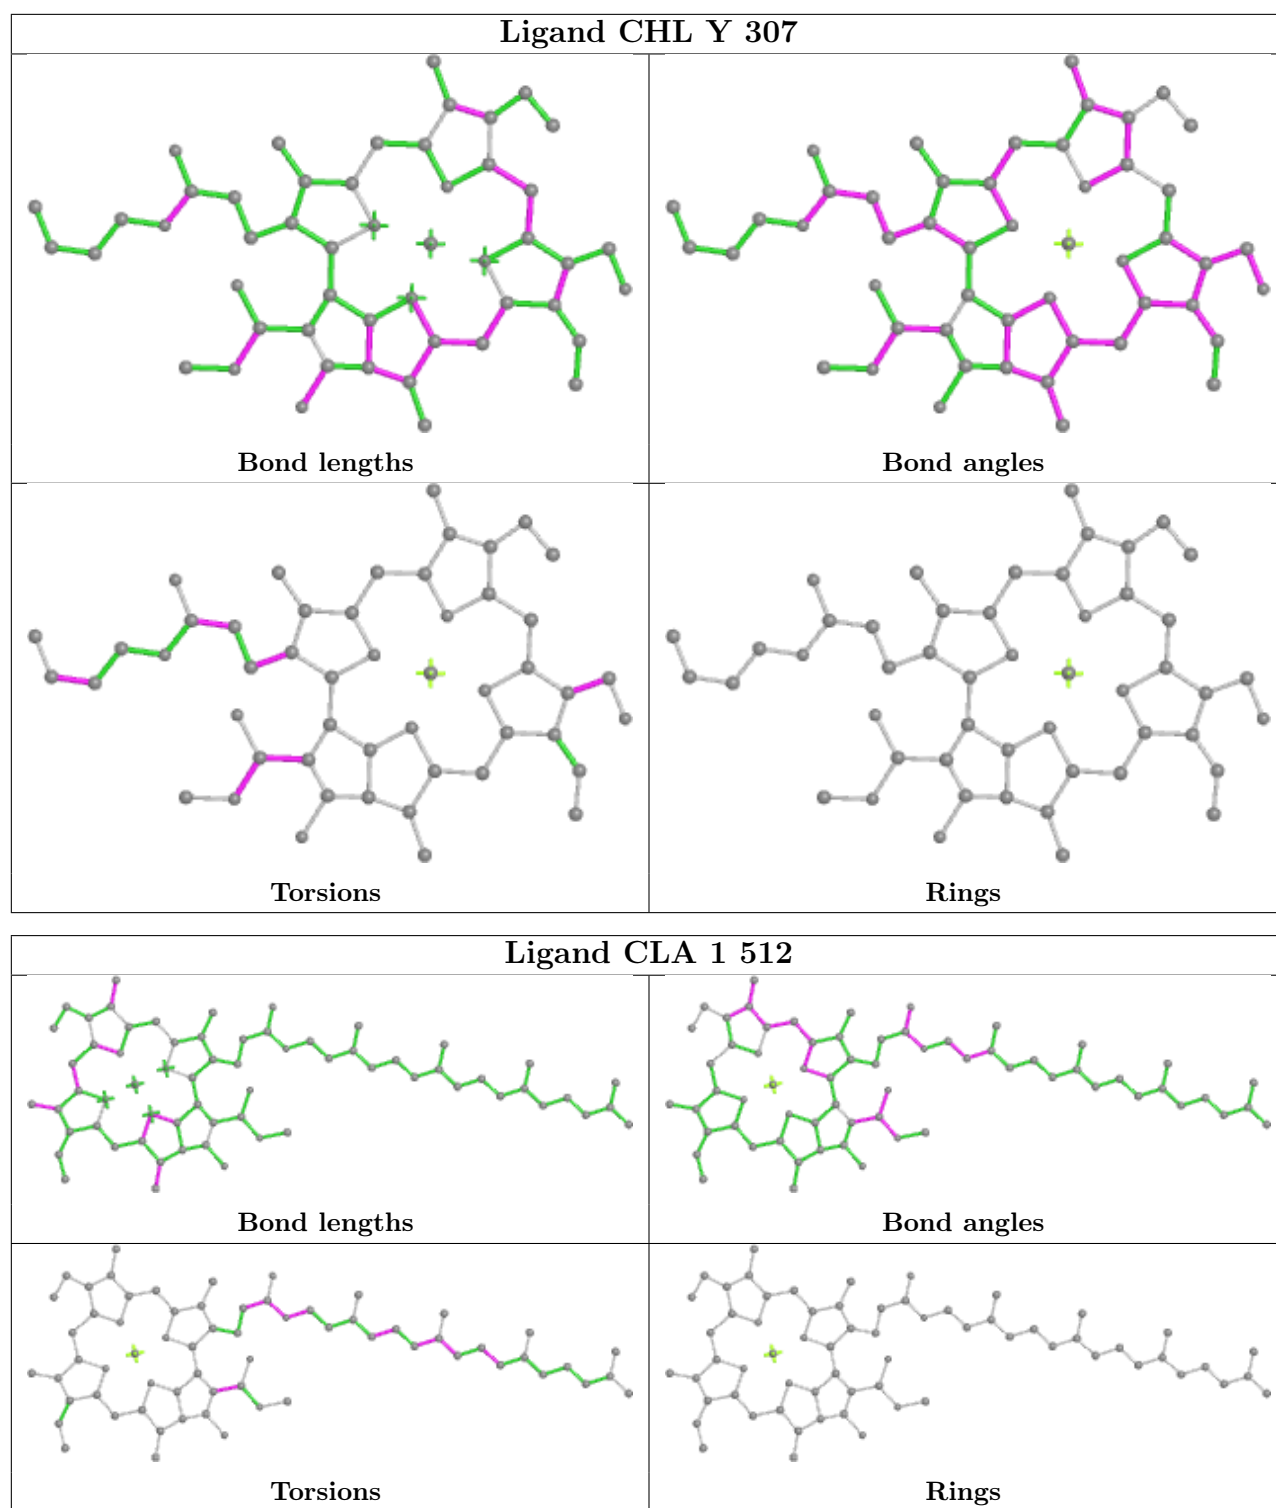 Ligand CHL Y 307
Bond lengths
Bond angles
Torsions
Rings
Ligand CLA 1 512
Bond lengths
Bond angles
Torsions
Rings